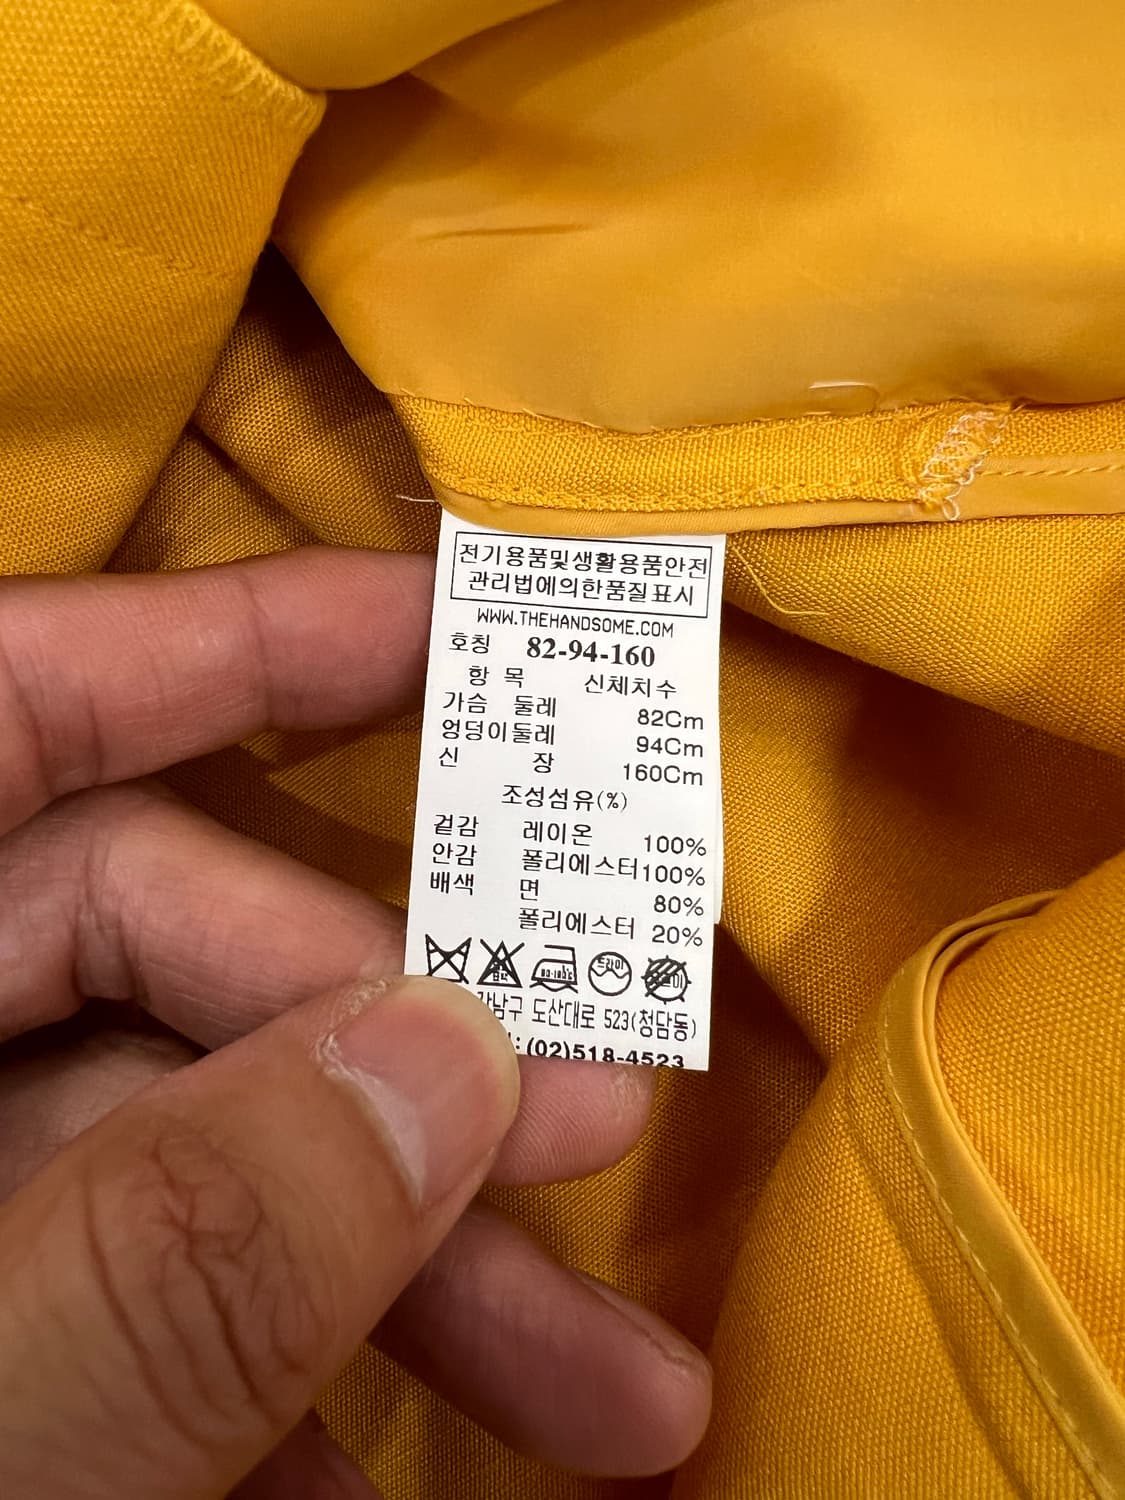 전기용품및생활용품안전
관리법에의한품질표시
WWW.THEHANDSOME.COM
호칭 82-94-160
항 목 신체치수
가슴 둘레 82Cm
엉덩이둘레 94Cm
신 장 160Cm
조성섬유(%)
겉감 레이온 100%
안감 폴리에스터 100%
배색 면 80%
폴리에스터 20%
드라이
강남구 도산대로 523(청담동)
:(02)518-4523